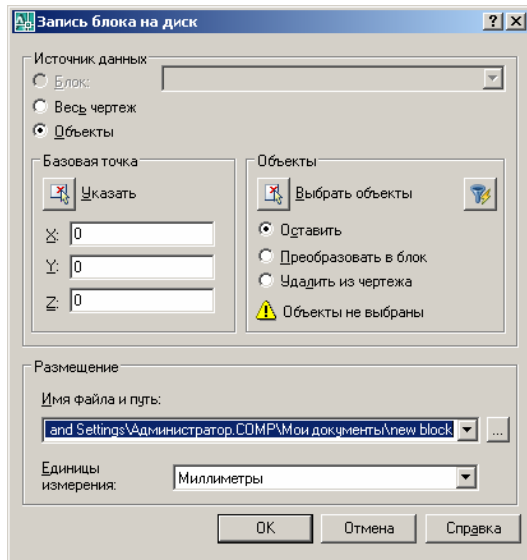 Запись блока на диск
Источник данных
Блок:
Весь чертеж
Объекты
Базовая точка
Указать
X: 0
Y: 0
Z: 0
Объекты
Выбрать объекты
Оставить
Преобразовать в блок
Удалить из чертежа
Объекты не выбраны
Размещение
Имя файла и путь:
and Settings\Администратор.COMP\Мои документы\new block
...
Единицы
измерения:
Миллиметры
OK
Отмена
Справка